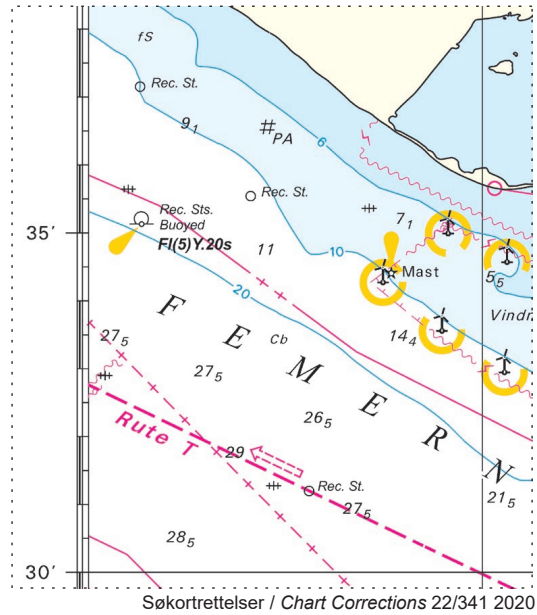 fS
Rec. St.
9₁
PA
6
Rec. St.
7₁
Rec. Sts.
Buoyed
35'
Fl(5)Y.20s
11
10
Mast
5₅
20
Vindn
FEMERN
Cb
14₄
27₅
27₅
26₅
Rute T
29
Rec. St.
21₅
27₅
28₅
30'
Søkortrettelser / Chart Corrections 22/341 2020